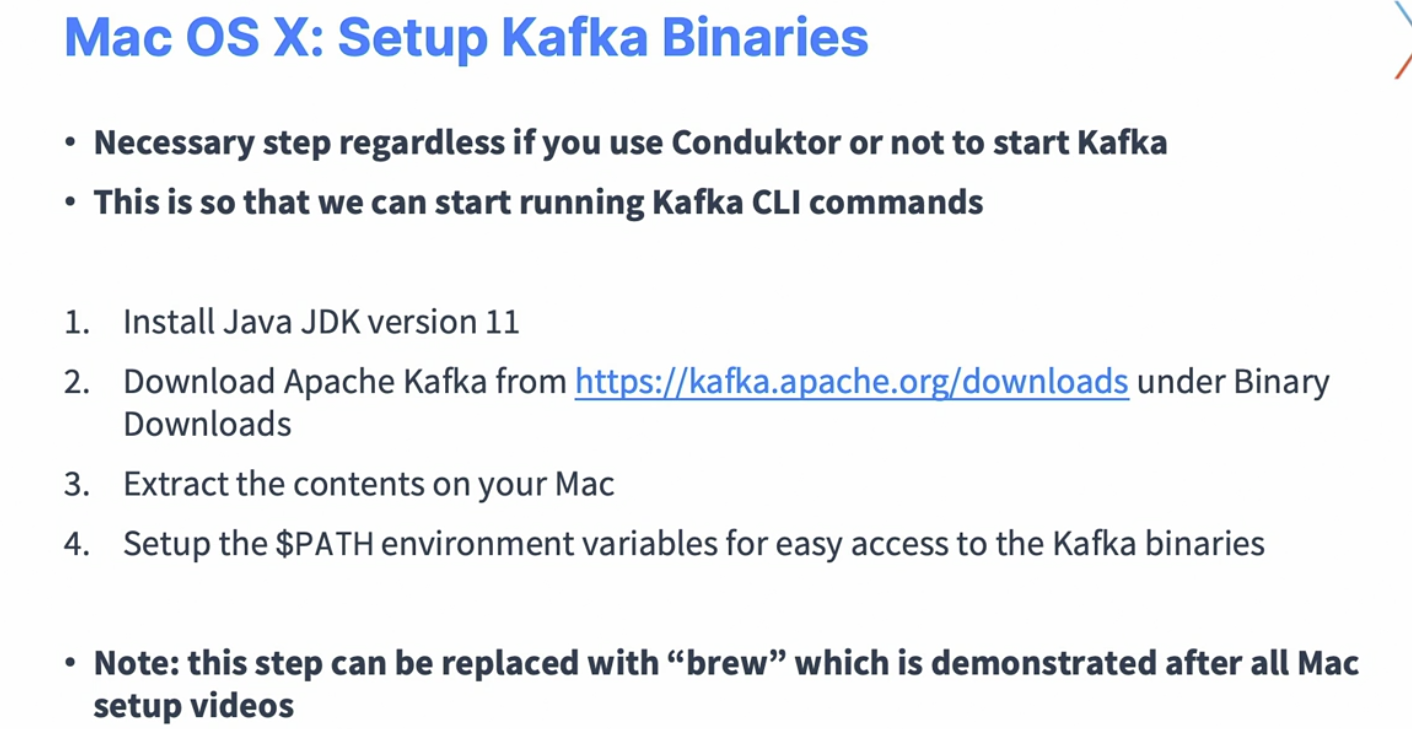 Mac OS X: Setup Kafka Binaries
• Necessary step regardless if you use Conduktor or not to start Kafka
• This is so that we can start running Kafka CLI commands
1. Install Java JDK version 11
2. Download Apache Kafka from https://kafka.apache.org/downloads under Binary
Downloads
3. Extract the contents on your Mac
4. Setup the $PATH environment variables for easy access to the Kafka binaries
• Note: this step can be replaced with “brew” which is demonstrated after all Mac
setup videos